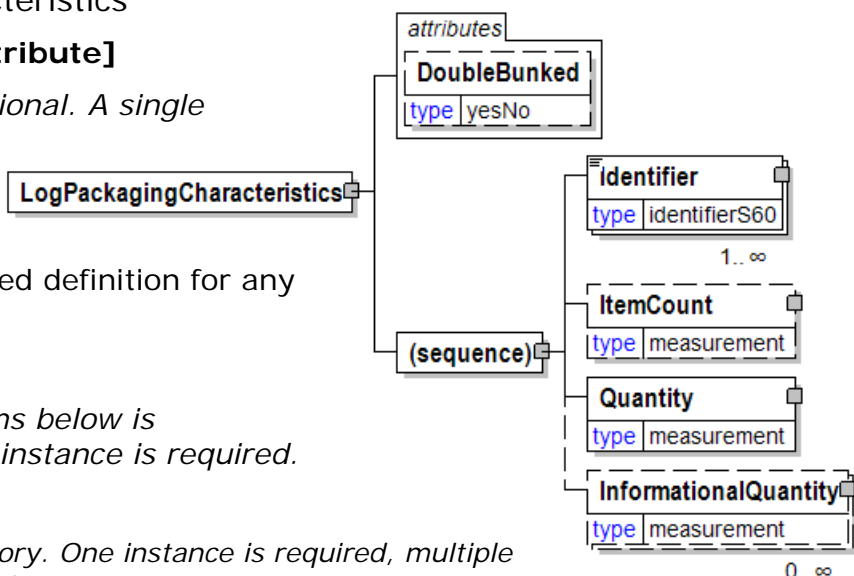 cteristics
tribute]
ional. A single
ed definition for any
ns below is
instance is required.
ory. One instance is required, multiple
attributes
DoubleBunked
type yesNo
LogPackagingCharacteristics
Identifier
type identifierS60
1.. ∞
ItemCount
type measurement
(sequence)
Quantity
type measurement
InformationalQuantity
type measurement
0.. ∞